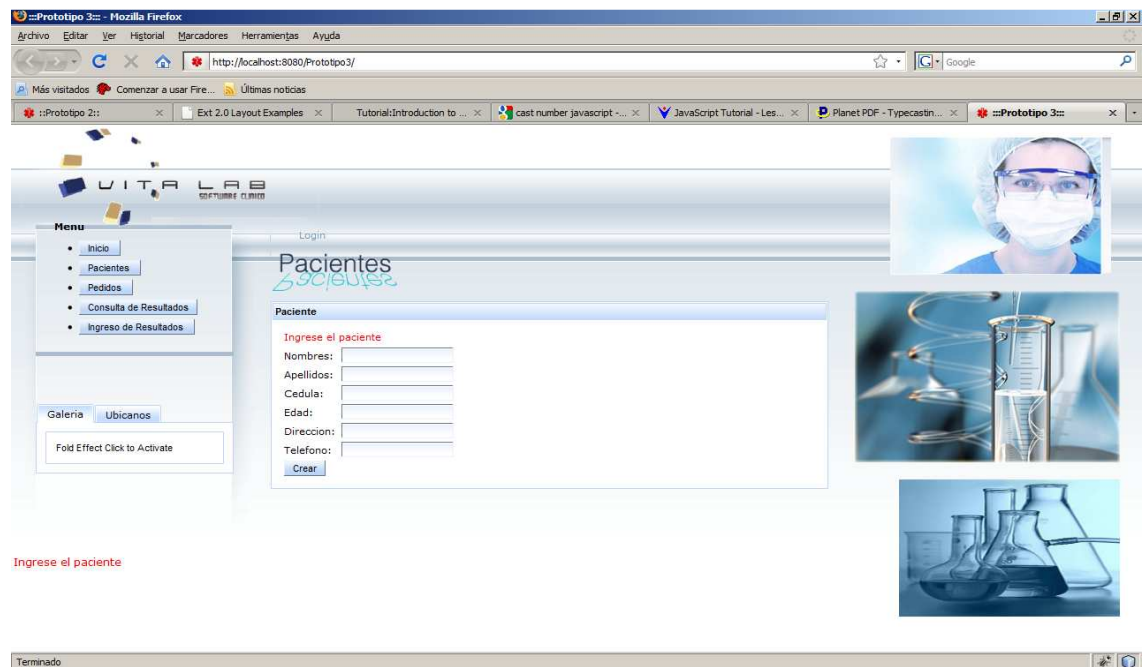 :::Prototipo 3::: - Mozilla Firefox
Archivo Editar Ver Historial Marcadores Herramientas Ayuda
http://localhost:8080/Prototipo3/
G Google
Más visitados Comenzar a usar Fire... Últimas noticias
::Prototipo 2::
Ext 2.0 Layout Examples
Tutorial:Introduction to ...
cast number javascript -...
JavaScript Tutorial - Les...
Planet PDF - Typecastin...
:::Prototipo 3:::
VITA LAB
SOFTWARE CLINICO
Menu
Inicio
Pacientes
Pedidos
Consulta de Resultados
Ingreso de Resultados
Galeria Ubicanos
Fold Effect Click to Activate
Login
Pacientes
Pacientes
Paciente
Ingrese el paciente
Nombres:
Apellidos:
Cedula:
Edad:
Direccion:
Telefono:
Crear
Ingrese el paciente
Terminado